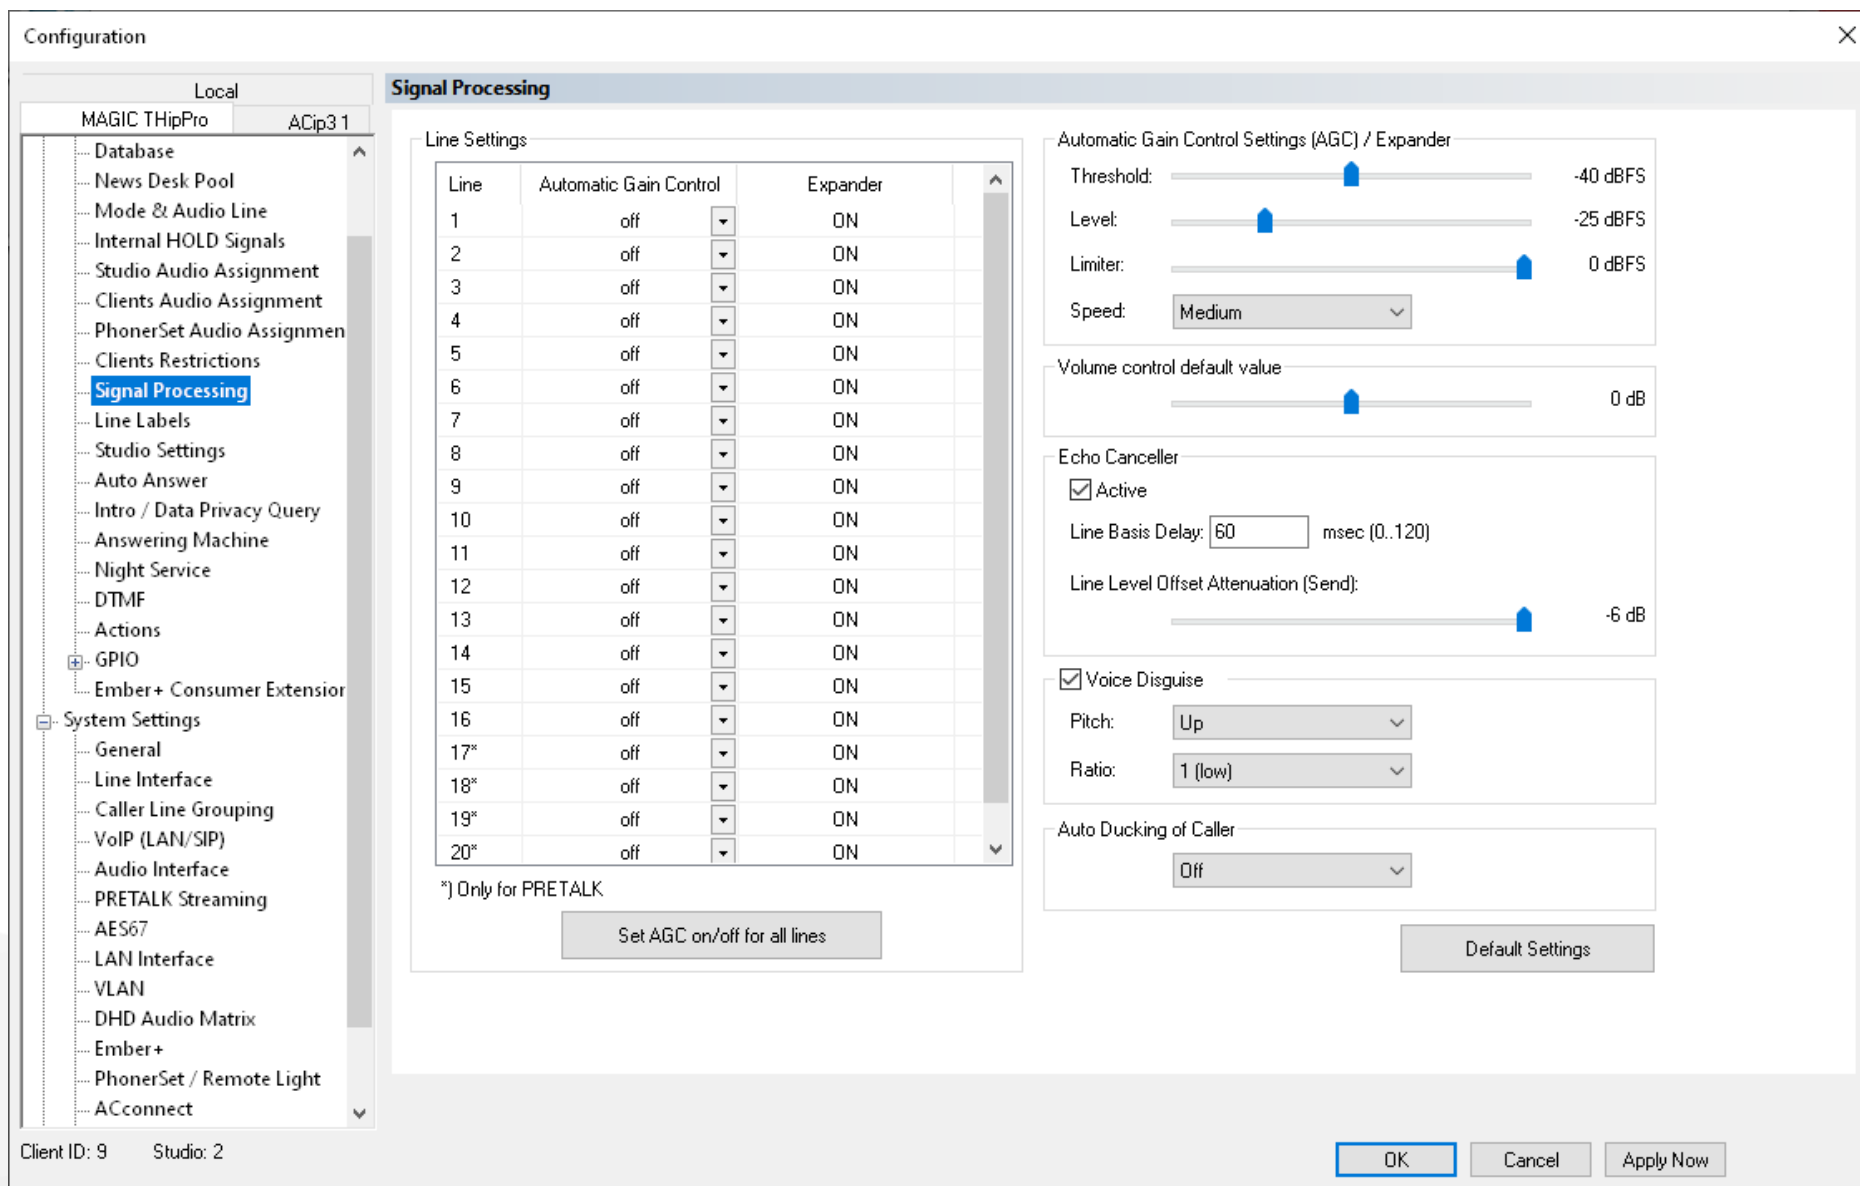 Configuration
Local
MAGIC THipPro
ACip3 1
Database
News Desk Pool
Mode & Audio Line
Internal HOLD Signals
Studio Audio Assignment
Clients Audio Assignment
PhonerSet Audio Assignmen
Clients Restrictions
Signal Processing
Line Labels
Studio Settings
Auto Answer
Intro / Data Privacy Query
Answering Machine
Night Service
DTMF
Actions
GPIO
Ember+ Consumer Extension
System Settings
General
Line Interface
Caller Line Grouping
VoIP (LAN/SIP)
Audio Interface
PRETALK Streaming
AES67
LAN Interface
VLAN
DHD Audio Matrix
Ember+
PhonerSet / Remote Light
ACconnect
Client ID: 9 Studio: 2
Signal Processing
Line Settings
Line Automatic Gain Control Expander
1 off ON
2 off ON
3 off ON
4 off ON
5 off ON
6 off ON
7 off ON
8 off ON
9 off ON
10 off ON
11 off ON
12 off ON
13 off ON
14 off ON
15 off ON
16 off ON
17* off ON
18* off ON
19* off ON
20* off ON
*) Only for PRETALK
Set AGC on/off for all lines
Automatic Gain Control Settings (AGC) / Expander
Threshold: -40 dBFS
Level: -25 dBFS
Limiter: 0 dBFS
Speed: Medium
Volume control default value
0 dB
Echo Canceller
Active
Line Basis Delay: 60 msec (0..120)
Line Level Offset Attenuation (Send):
-6 dB
Voice Disguise
Pitch: Up
Ratio: 1 (low)
Auto Ducking of Caller
Off
Default Settings
OK
Cancel
Apply Now